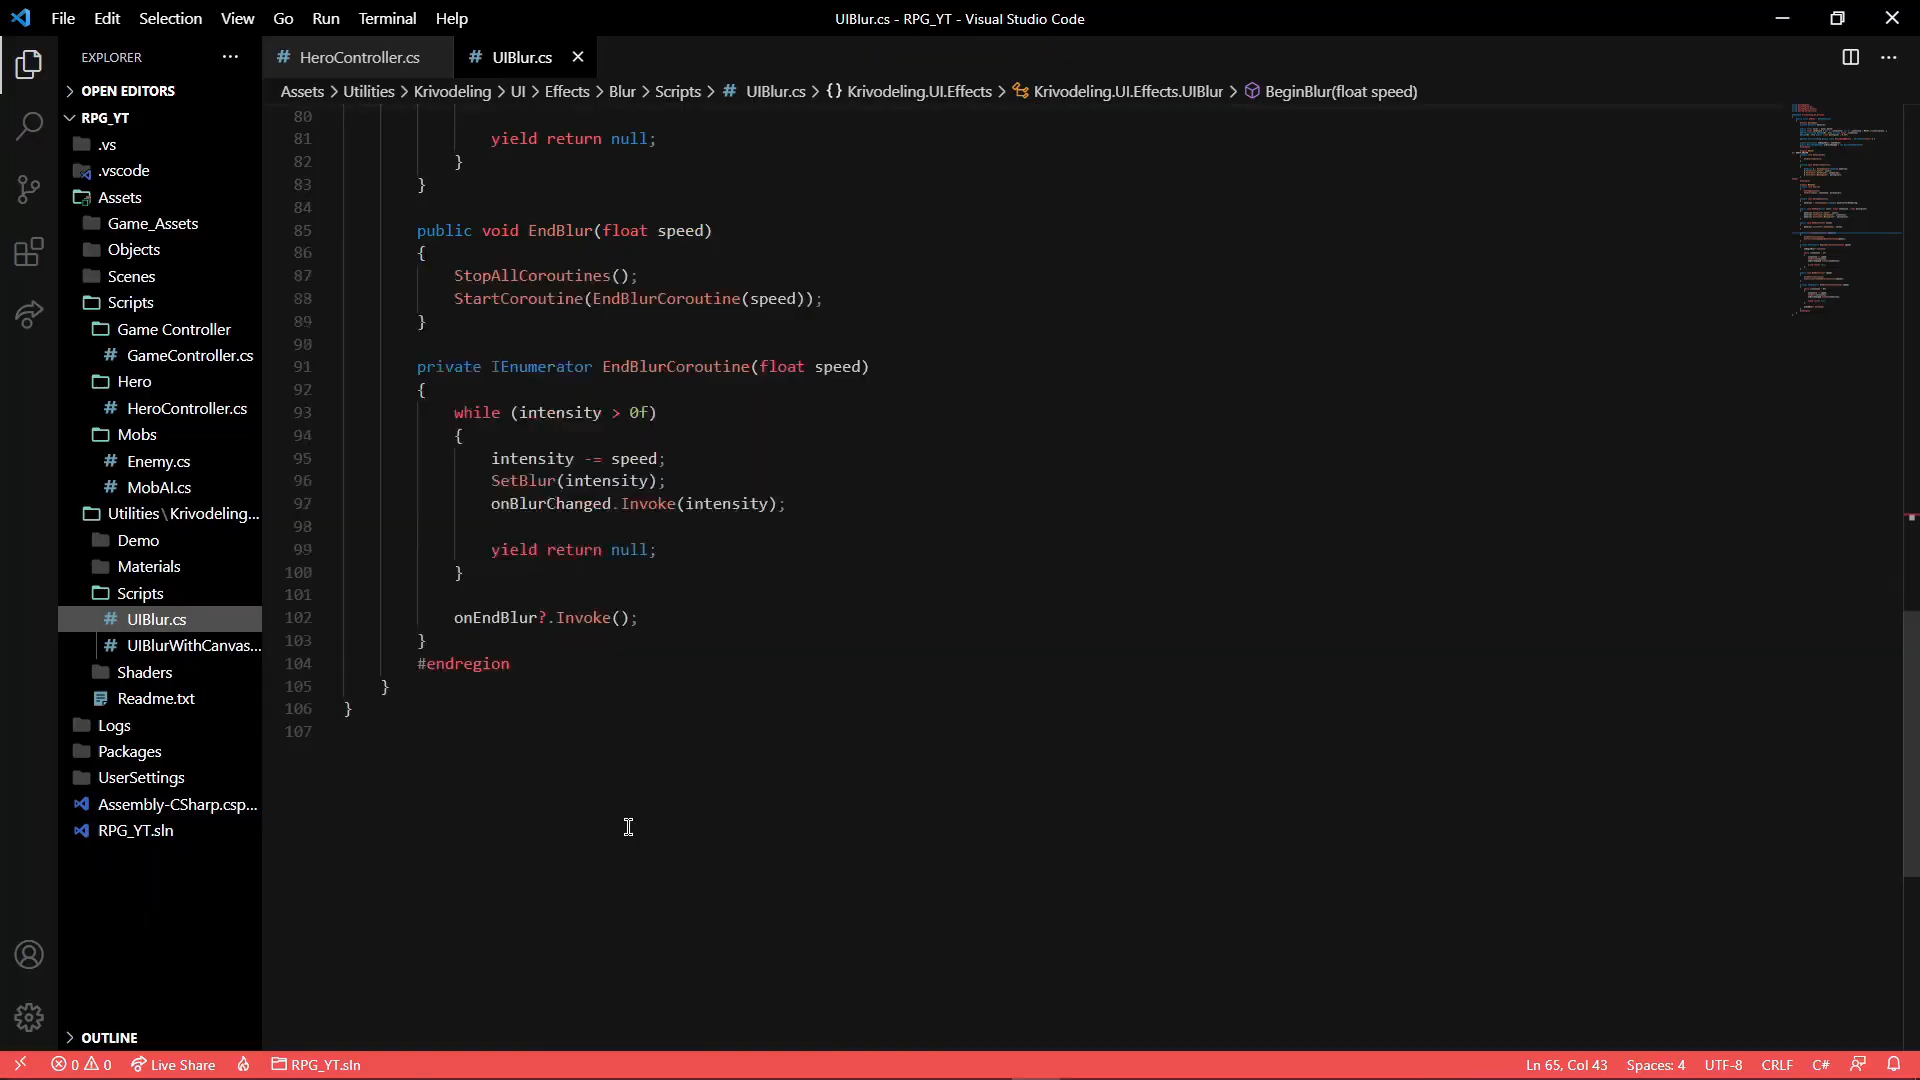 File Edit Selection View Go Run Terminal Help
UIBlur.cs - RPG_YT - Visual Studio Code
EXPLORER
HeroController.cs
UIBlur.cs
Assets > Utilities > Krivodeling > UI > Effects > Blur > Scripts > UIBlur.cs > {} Krivodeling.UI.Effects > Krivodeling.UI.Effects.UIBlur > BeginBlur(float speed)
OPEN EDITORS
RPG_YT
.vs
.vscode
Assets
Game_Assets
Objects
Scenes
Scripts
Game Controller
# GameController.cs
Hero
# HeroController.cs
Mobs
# Enemy.cs
# MobAI.cs
Utilities\Krivodeling...
Demo
Materials
Scripts
# UIBlur.cs
# UIBlurWithCanvas...
Shaders
Readme.txt
Logs
Packages
UserSettings
Assembly-CSharp.csp...
RPG_YT.sln
OUTLINE
80
81 yield return null;
82 }
83 }
84
85 public void EndBlur(float speed)
86 {
87 StopAllCoroutines();
88 StartCoroutine(EndBlurCoroutine(speed));
89 }
90
91 private IEnumerator EndBlurCoroutine(float speed)
92 {
93 while (intensity > 0f)
94 {
95 intensity -= speed;
96 SetBlur(intensity);
97 onBlurChanged.Invoke(intensity);
98
99 yield return null;
100 }
101
102 onEndBlur?.Invoke();
103 }
104 #endregion
105 }
106 }
107
0 0 Live Share RPG_YT.sln
Ln 65, Col 43 Spaces: 4 UTF-8 CRLF C#